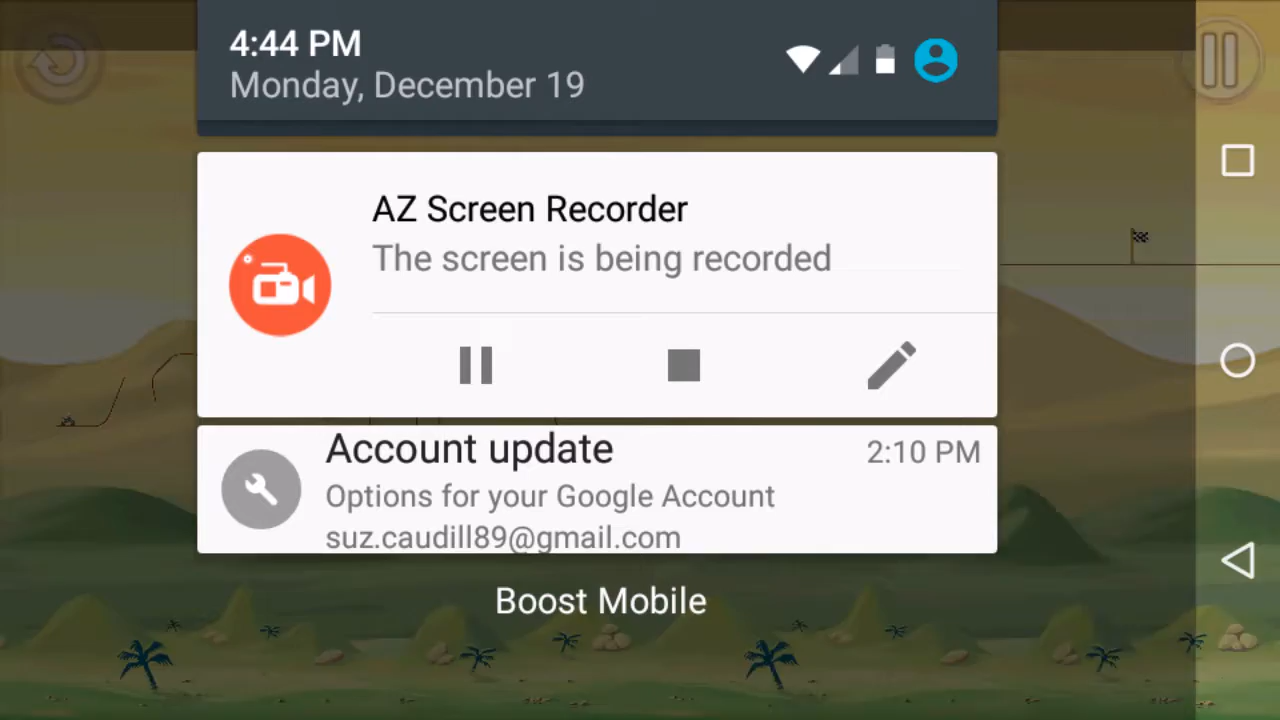 4:44 PM
Monday, December 19
AZ Screen Recorder
The screen is being recorded
Account update
2:10 PM
Options for your Google Account
suz.caudill89@gmail.com
Boost Mobile